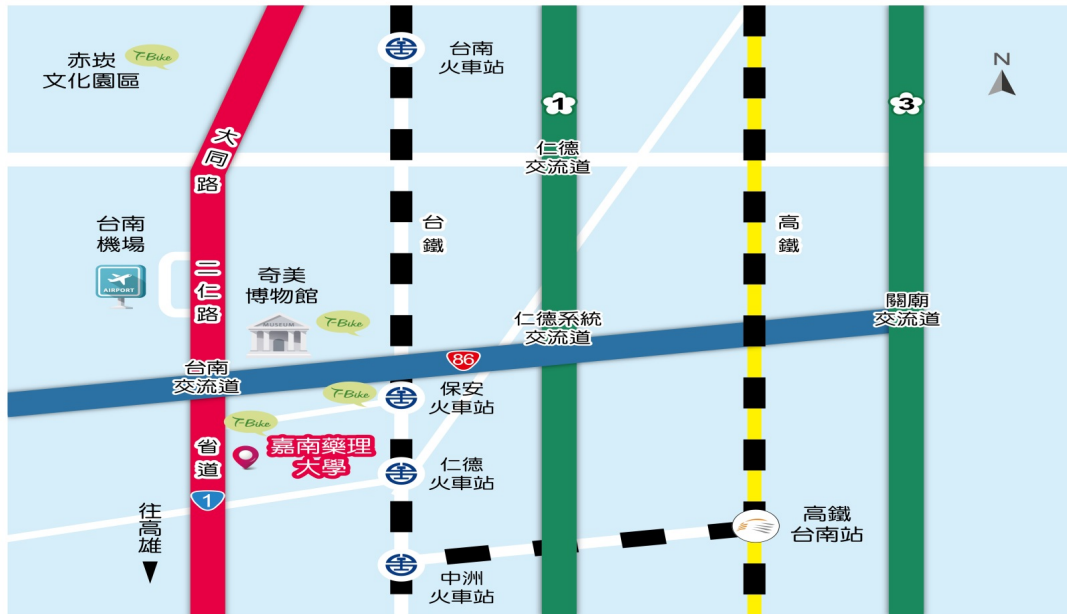 赤崁
文化園區
T-Bike
台南
火車站
N
1
3
大同路
仁德
交流道
台南
機場
AIRPORT
二仁路
奇美
博物館
MUSEUM
T-Bike
台鐵
高鐵
仁德系統
交流道
關廟
交流道
86
台南
交流道
T-Bike
保安
火車站
T-Bike
嘉南藥理
大學
省道
1
仁德
火車站
往高雄
高鐵
台南站
中洲
火車站